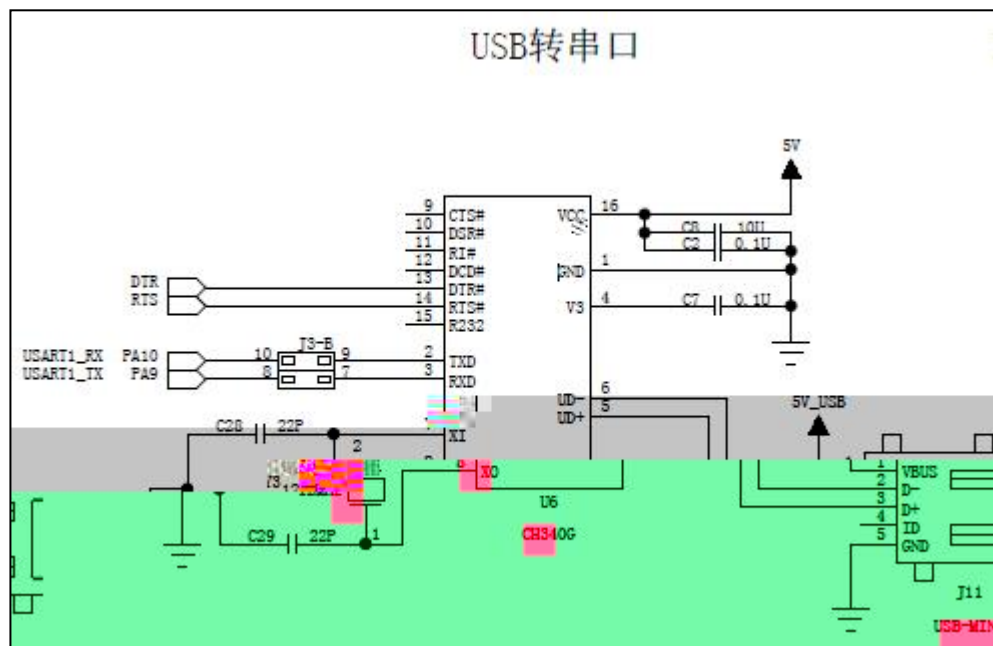 USB转串口
5V
9 CTS#
10 DSR#
11 RI#
12 DCD#
13 DTR#
14 RTS#
15 R232
VCC 16
C8 10U
C2 0.1U
GND 1
V3 4
C7 0.1U
DTR
RTS
J3-B
USART1_RX PA10 10 9 2 TXD
USART1_TX PA9 8 7 3 RXD
UD- 6
UD+ 5
5V_USB
C28 22P
XI
2
XO
C29 22P 1
U6
CH340G
1 VBUS
2 D-
3 D+
4 ID
5 GND
J11
USB-MIN